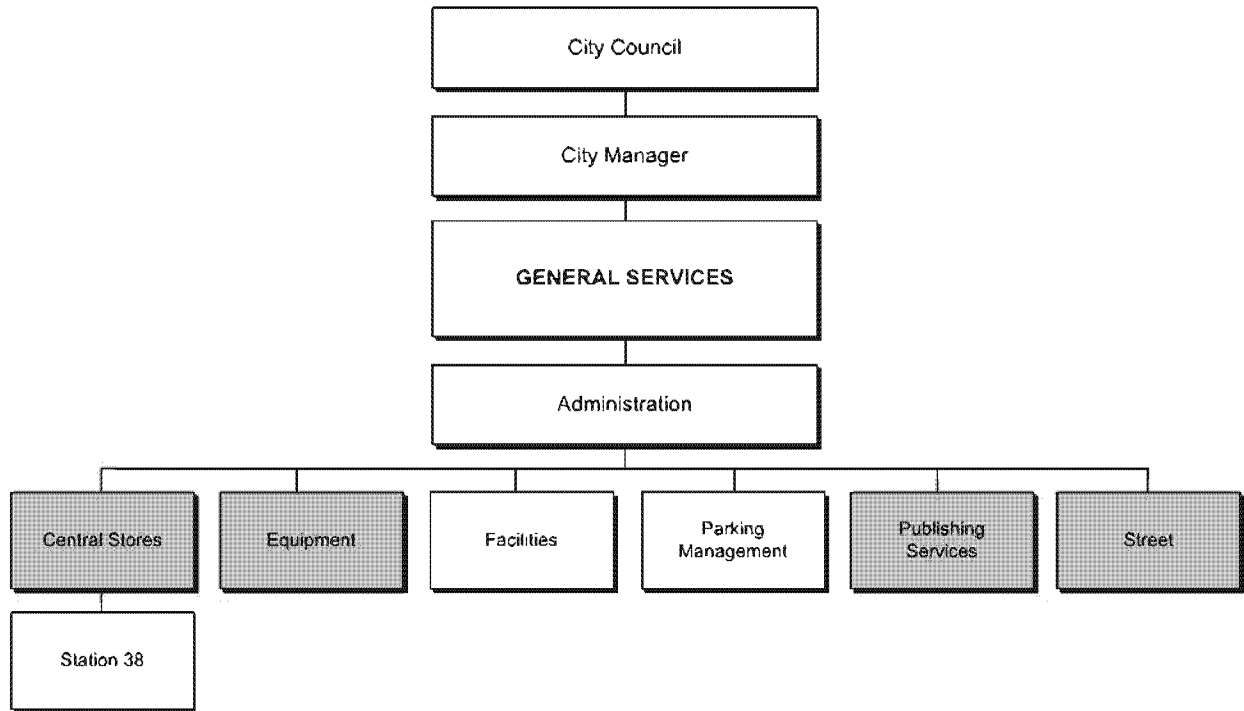 City Council
City Manager
GENERAL SERVICES
Administration
Central Stores
Equipment
Facilities
Parking
Management
Publishing
Services
Street
Station 38